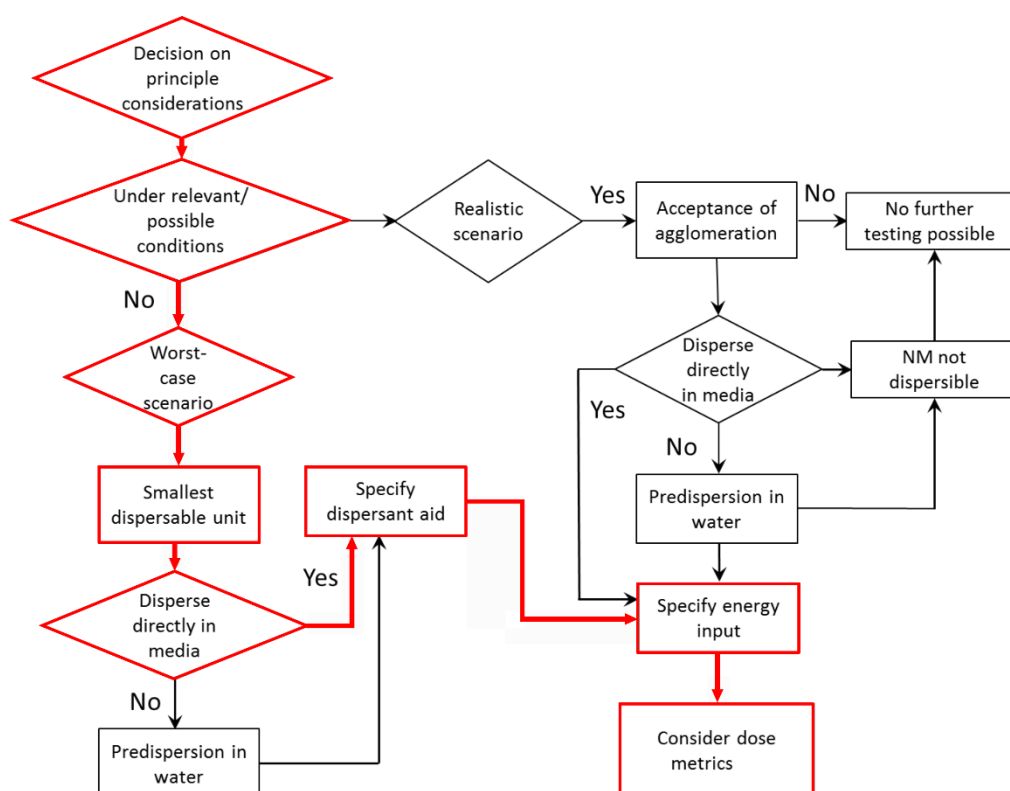 Decision on
principle
considerations
Under relevant/
possible
conditions
Realistic
scenario
Yes
Acceptance of
agglomeration
No
No further
testing possible
No
Worst-
case
scenario
Disperse
directly
in media
NM not
dispersible
Yes
No
Smallest
dispersable unit
Specify
dispersant aid
Predispersion in
water
Yes
Disperse
directly in
media
Specify energy
input
No
Predispersion in
water
Consider dose
metrics